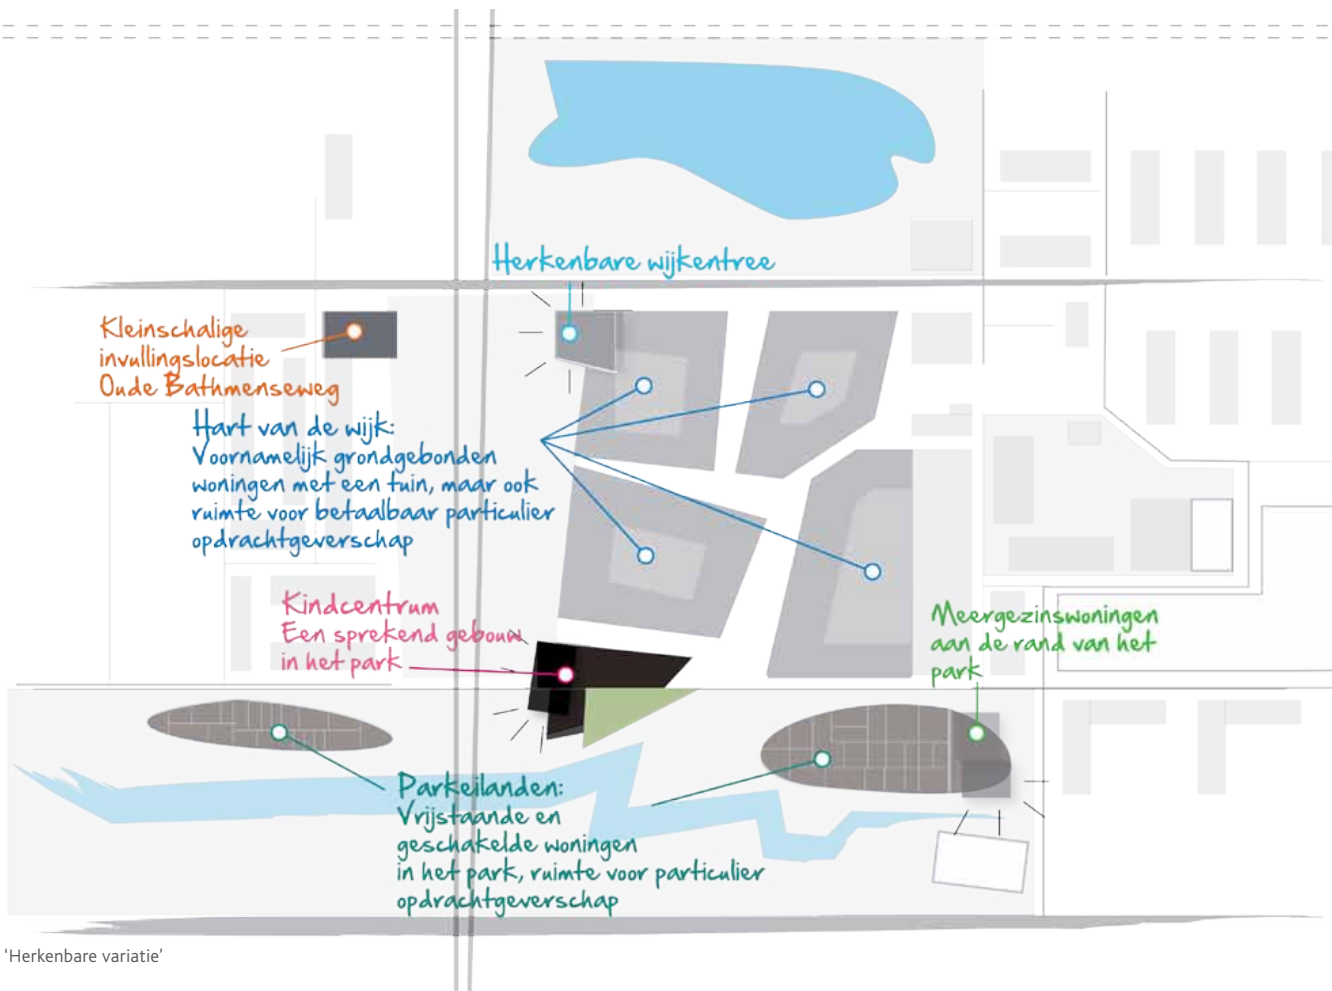 Herkenbare wijkentree
Kleinschalige
invullingslocatie
Oude Bathmenseweg
Hart van de wijk:
Voornamelijk grondgebonden
woningen met een tuin, maar ook
ruimte voor betaalbaar particulier
opdrachtgeverschap
Kindcentrum
Een sprekend gebouw
in het park
Meergezinswoningen
aan de rand van het
park
Parkeilanden:
Vrijstaande en
geschakelde woningen
in het park, ruimte voor particulier
opdrachtgeverschap
'Herkenbare variatie'